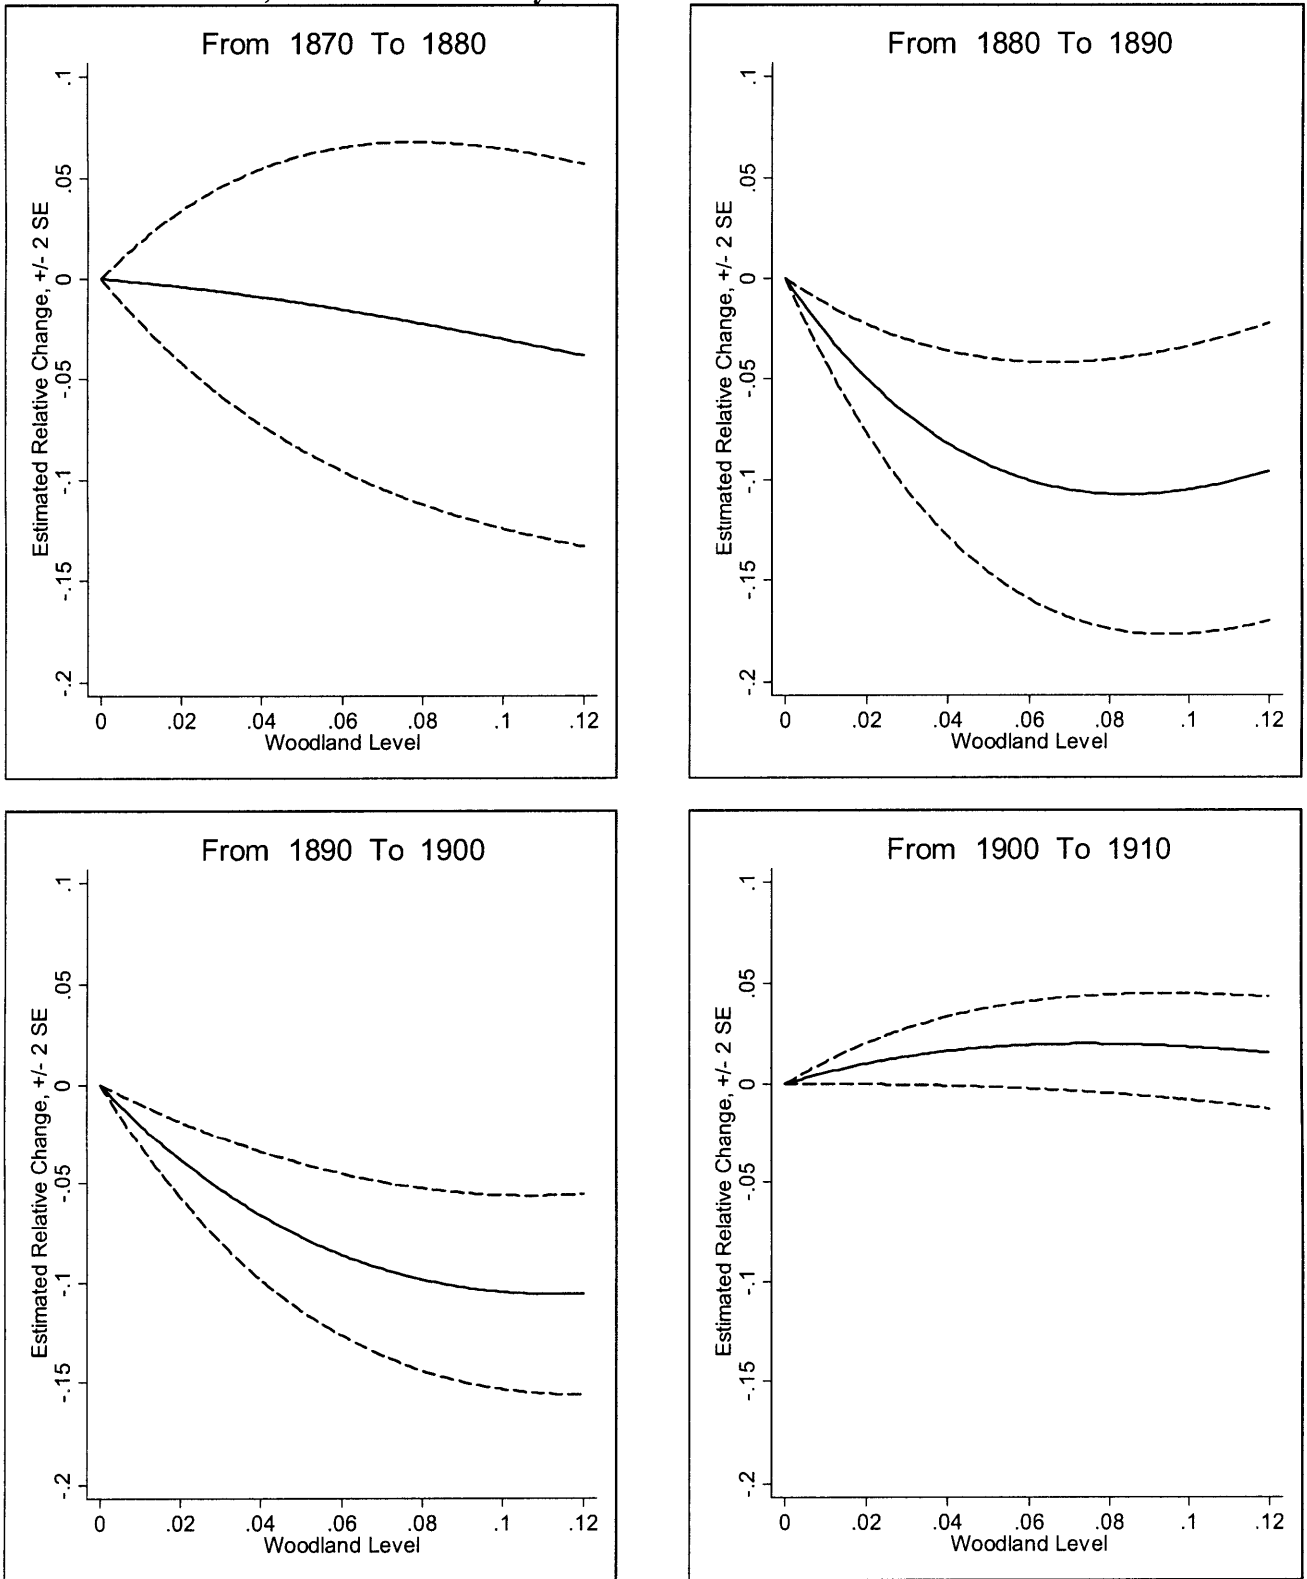 From 1870 To 1880
Estimated Relative Change, +/- 2 SE
.1
.05
0
-.05
-.1
-.15
-.2
0 .02 .04 .06 .08 .1 .12
Woodland Level
From 1880 To 1890
Estimated Relative Change, +/- 2 SE
.1
.05
0
-.05
-.1
-.15
-.2
0 .02 .04 .06 .08 .1 .12
Woodland Level
From 1890 To 1900
Estimated Relative Change, +/- 2 SE
.1
.05
0
-.05
-.1
-.15
-.2
0 .02 .04 .06 .08 .1 .12
Woodland Level
From 1900 To 1910
Estimated Relative Change, +/- 2 SE
.1
.05
0
-.05
-.1
-.15
-.2
0 .02 .04 .06 .08 .1 .12
Woodland Level